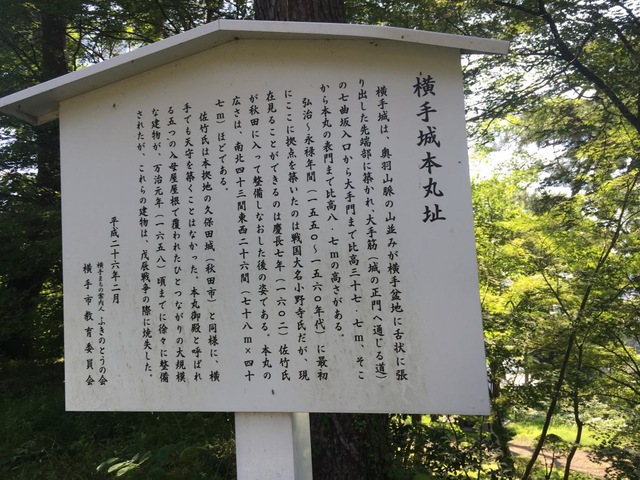 横手城本丸址
横手城は、奥羽山脈の山並みが横手盆地に舌状に張
り出した先端部に築かれ、大手筋(城の正門へ通じる道)
の七曲坂入口から大手門まで比高三十七・七m、そこ
から本丸の表門まで比高八・七mの高さがある。
弘治～永禄年間(一五五〇～一五六〇年代)に最初
にここに拠点を築いたのは戦国大名小野寺氏だが、現
在見ることができるのは慶長七年(一六〇二)佐竹氏
が秋田に入って整備しなおした後の姿である。本丸の
広さは、南北四十三間東西二十六間(七十八m×四十
七m)ほどである。
佐竹氏は本拠地の久保田城(秋田市)と同様に、横
手でも天守を築くことはなかった。本丸御殿と呼ばれ
る五つの入母屋屋根で覆われたひとつながりの大規模
な建物が、万治元年(一六五八)頃までに徐々に整備
されたが、これらの建物は、戊辰戦争の際に焼失した。
平成二十六年二月
横手まちの案内人 ふきのとうの会
横手市教育委員会